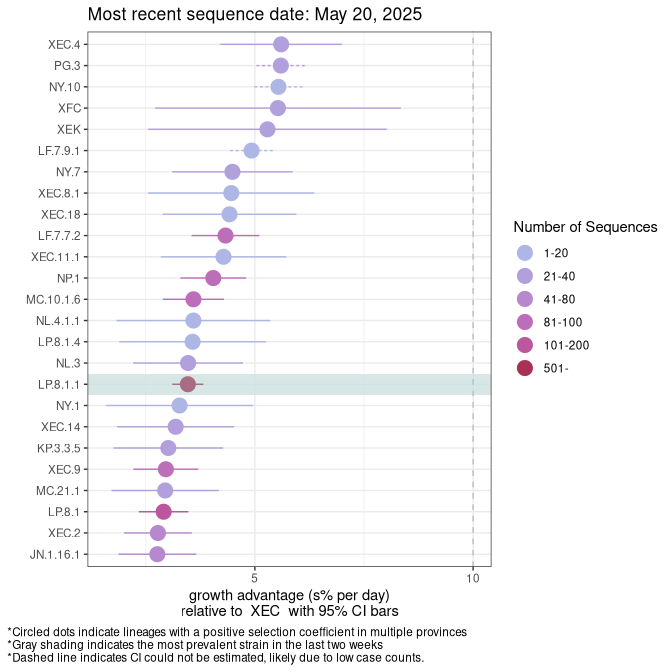 Most recent sequence date: May 20, 2025
XEC.4
PG.3
NY.10
XFC
XEK
LF.7.9.1
NY.7
XEC.8.1
XEC.18
LF.7.7.2
XEC.11.1
NP.1
MC.10.1.6
NL.4.1.1
LP.8.1.4
NL.3
LP.8.1.1
NY.1
XEC.14
KP.3.3.5
XEC.9
MC.21.1
LP.8.1
XEC.2
JN.1.16.1
5
10
growth advantage (s% per day)
relative to XEC with 95% CI bars
Number of Sequences
1-20
21-40
41-80
81-100
101-200
501-
*Circled dots indicate lineages with a positive selection coefficient in multiple provinces
*Gray shading indicates the most prevalent strain in the last two weeks
*Dashed line indicates CI could not be estimated, likely due to low case counts.